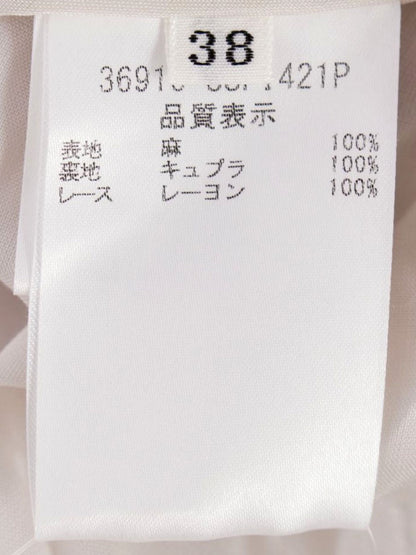 38
品質表示
表地 麻 100%
裏地 キュプラ 100%
レース レーヨン 100%